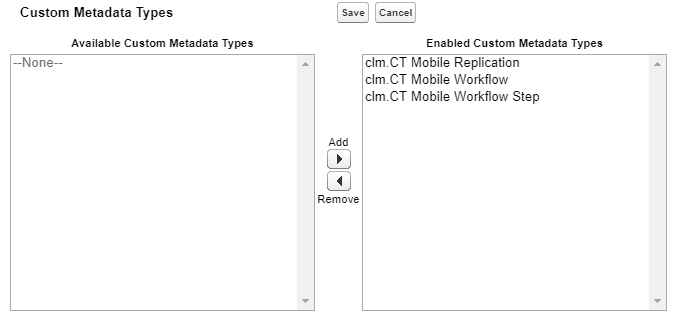 Custom Metadata Types
Save
Cancel
Available Custom Metadata Types
--None--
Add
Remove
Enabled Custom Metadata Types
clm.CT Mobile Replication
clm.CT Mobile Workflow
clm.CT Mobile Workflow Step